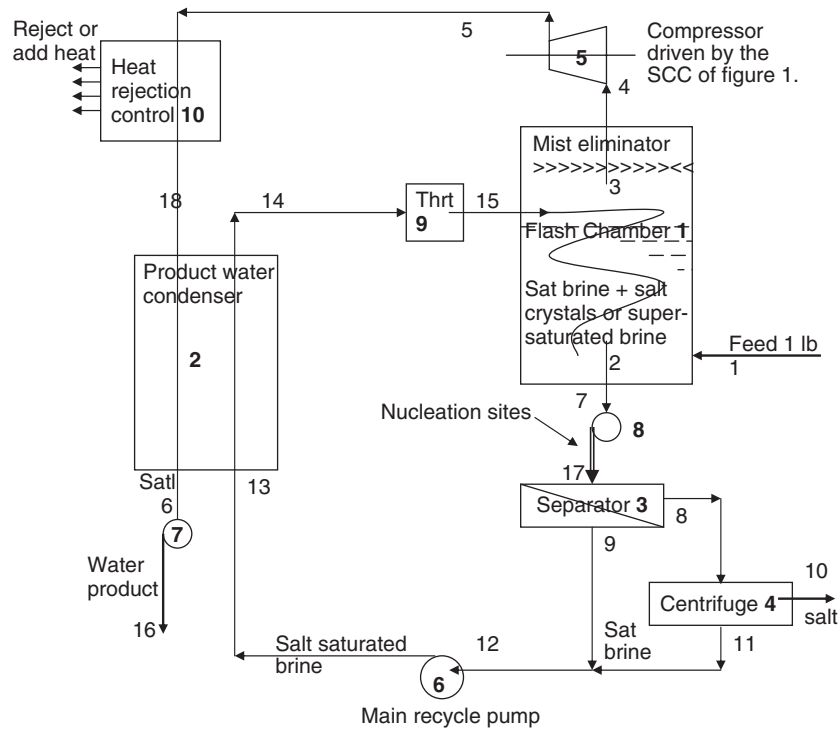 5
Reject or
add heat
Heat
rejection
control 10
5
Compressor
driven by the
SCC of figure 1.
4
Mist eliminator
>>>>>>>>>>><<
3
18
14
Thrt
9
15
Flash Chamber 1
Product water
condenser
Sat brine + salt
crystals or super-
saturated brine
Feed 1 lb
1
2
2
7
Nucleation sites
8
17
Satl
6
13
7
Separator 3
8
9
Water
product
10
Centrifuge 4
salt
16
Salt saturated
brine
12
Sat
brine
11
6
Main recycle pump